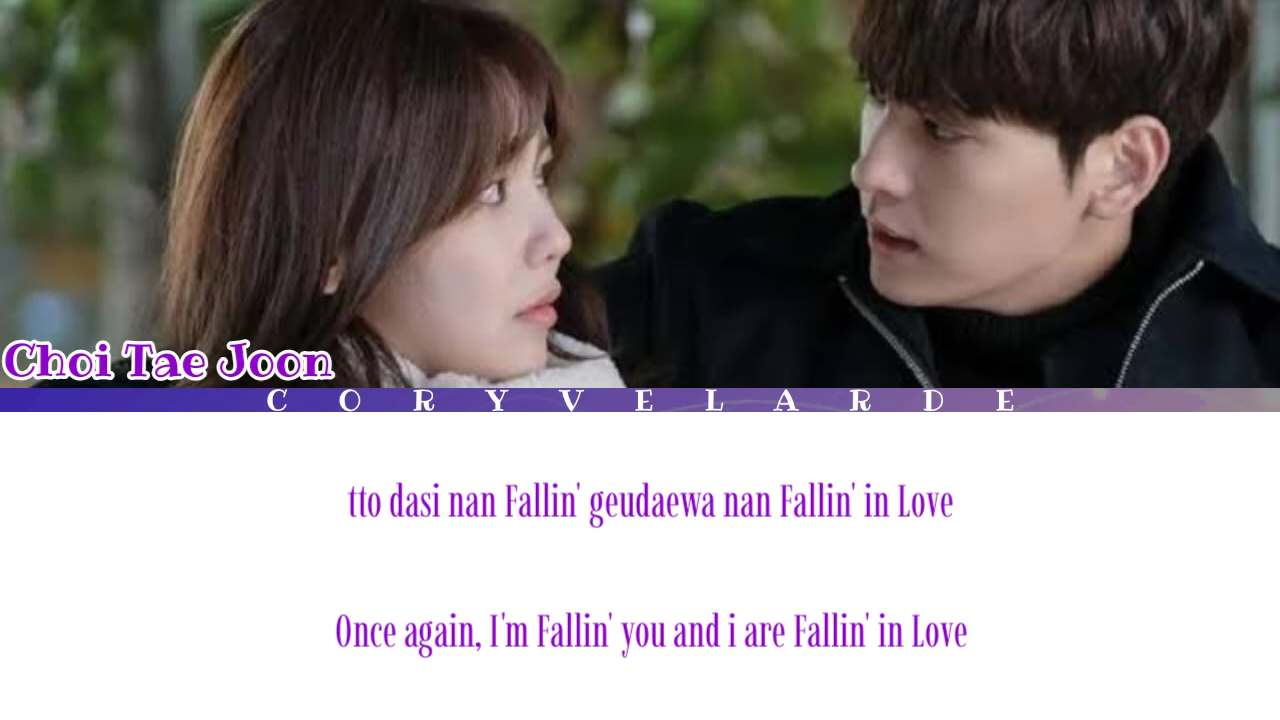 Choi Tae Joon
CORYVELARDE
tto dasi nan Fallin' geudaewa nan Fallin' in Love
Once again, I'm Fallin' you and i are Fallin' in Love